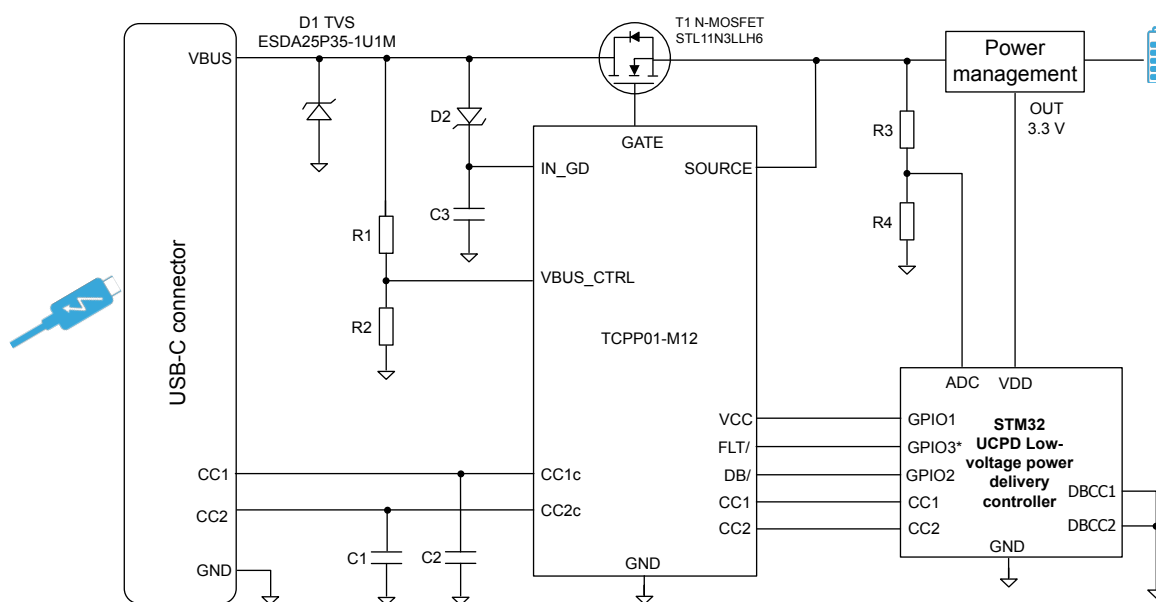 D1 TVS
ESDA25P35-1U1M
T1 N-MOSFET
STL11N3LLH6
VBUS
Power
management
OUT
3.3 V
D2
GATE
R3
IN_GD
SOURCE
C3
R4
R1
VBUS_CTRL
R2
TCPP01-M12
USB-C connector
ADC
VDD
VCC
GPIO1
STM32
UCPD Low-
voltage power
delivery
controller
FLT/
GPIO3*
DB/
GPIO2
CC1
CC1c
CC1
CC1
DBCC1
CC2
CC2c
CC2
CC2
DBCC2
C1
C2
GND
GND
GND